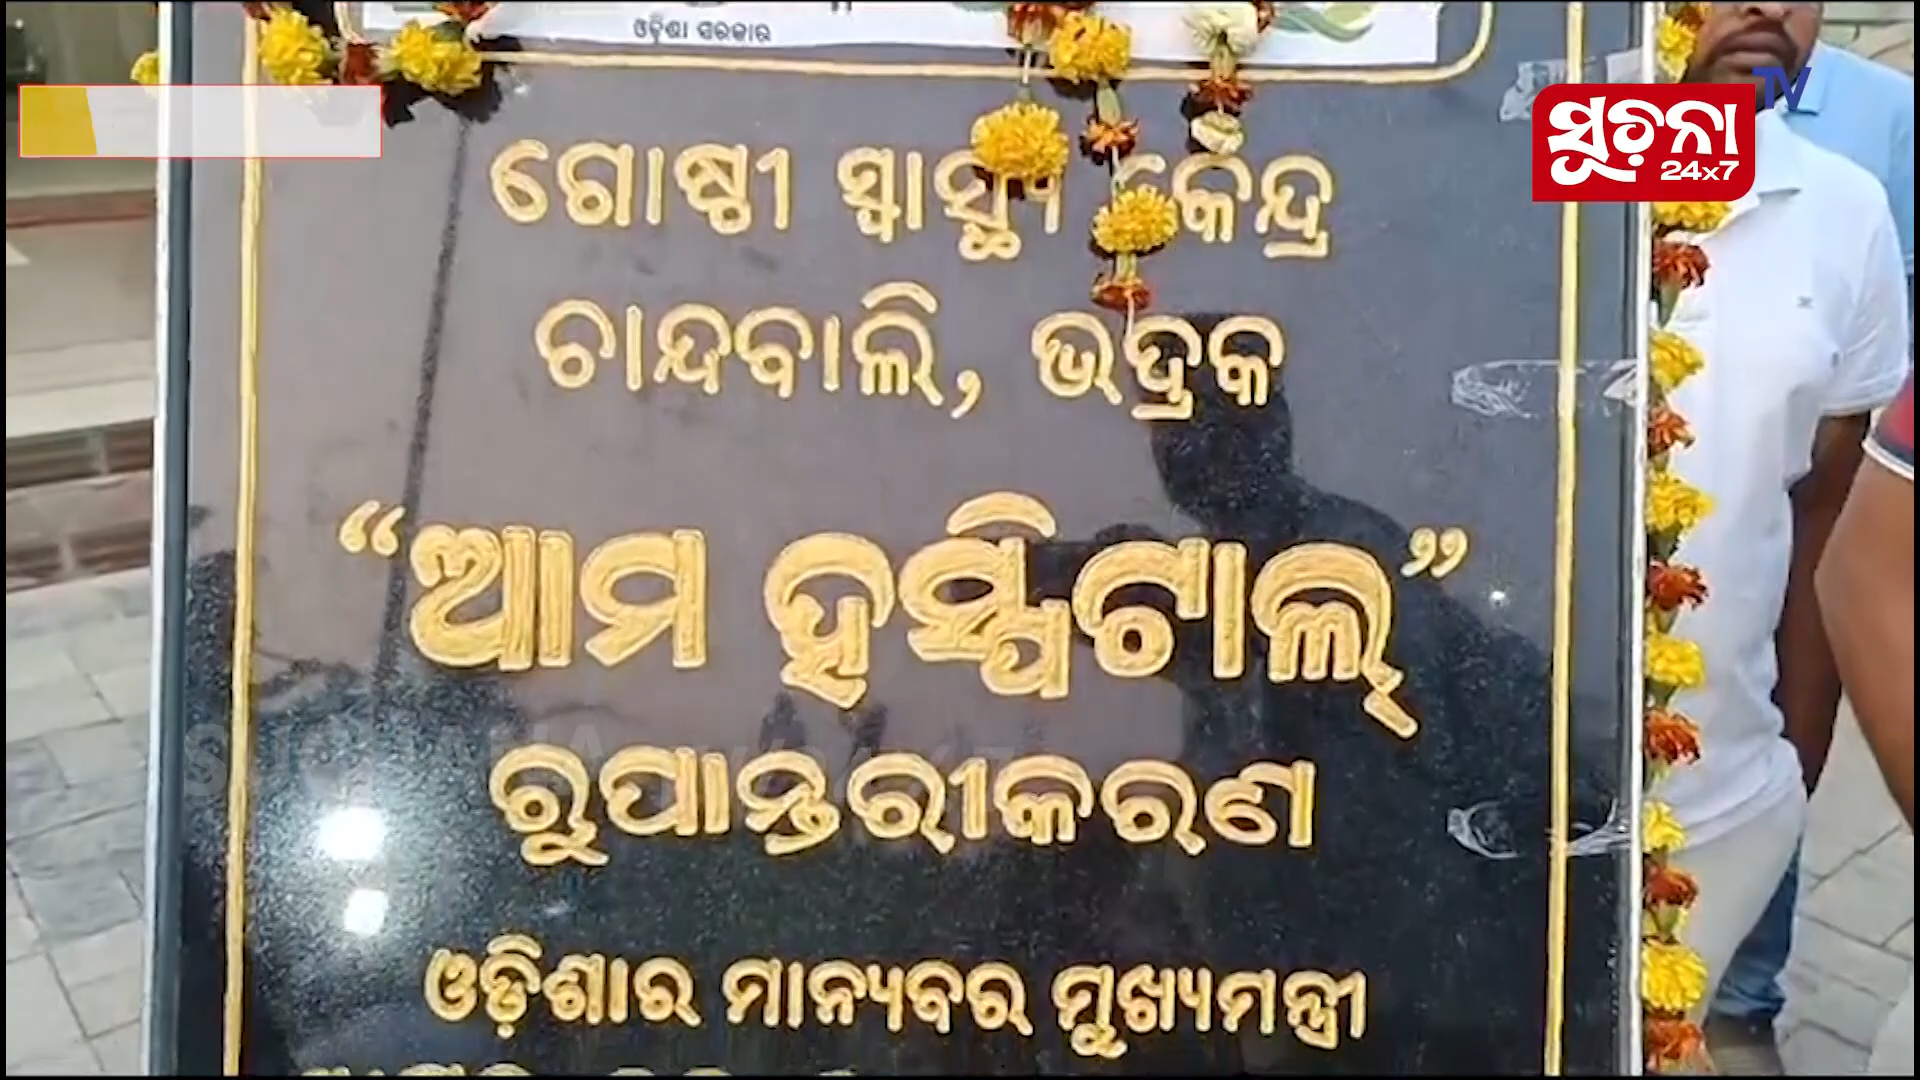 ଓଡ଼ିଶା ସରକାର
TV
ସୂଚନା
24x7
ଗୋଷ୍ଠୀ ସ୍ୱାସ୍ଥ୍ୟ କେନ୍ଦ୍ର
ଚାନ୍ଦବାଲି, ଭଦ୍ରକ
“ଆମ ହସ୍ପିଟାଲ୍”
ରୁପାନ୍ତରୀକରଣ
ଓଡ଼ିଶାର ମାନ୍ୟବର ମୁଖ୍ୟମନ୍ତ୍ରୀ